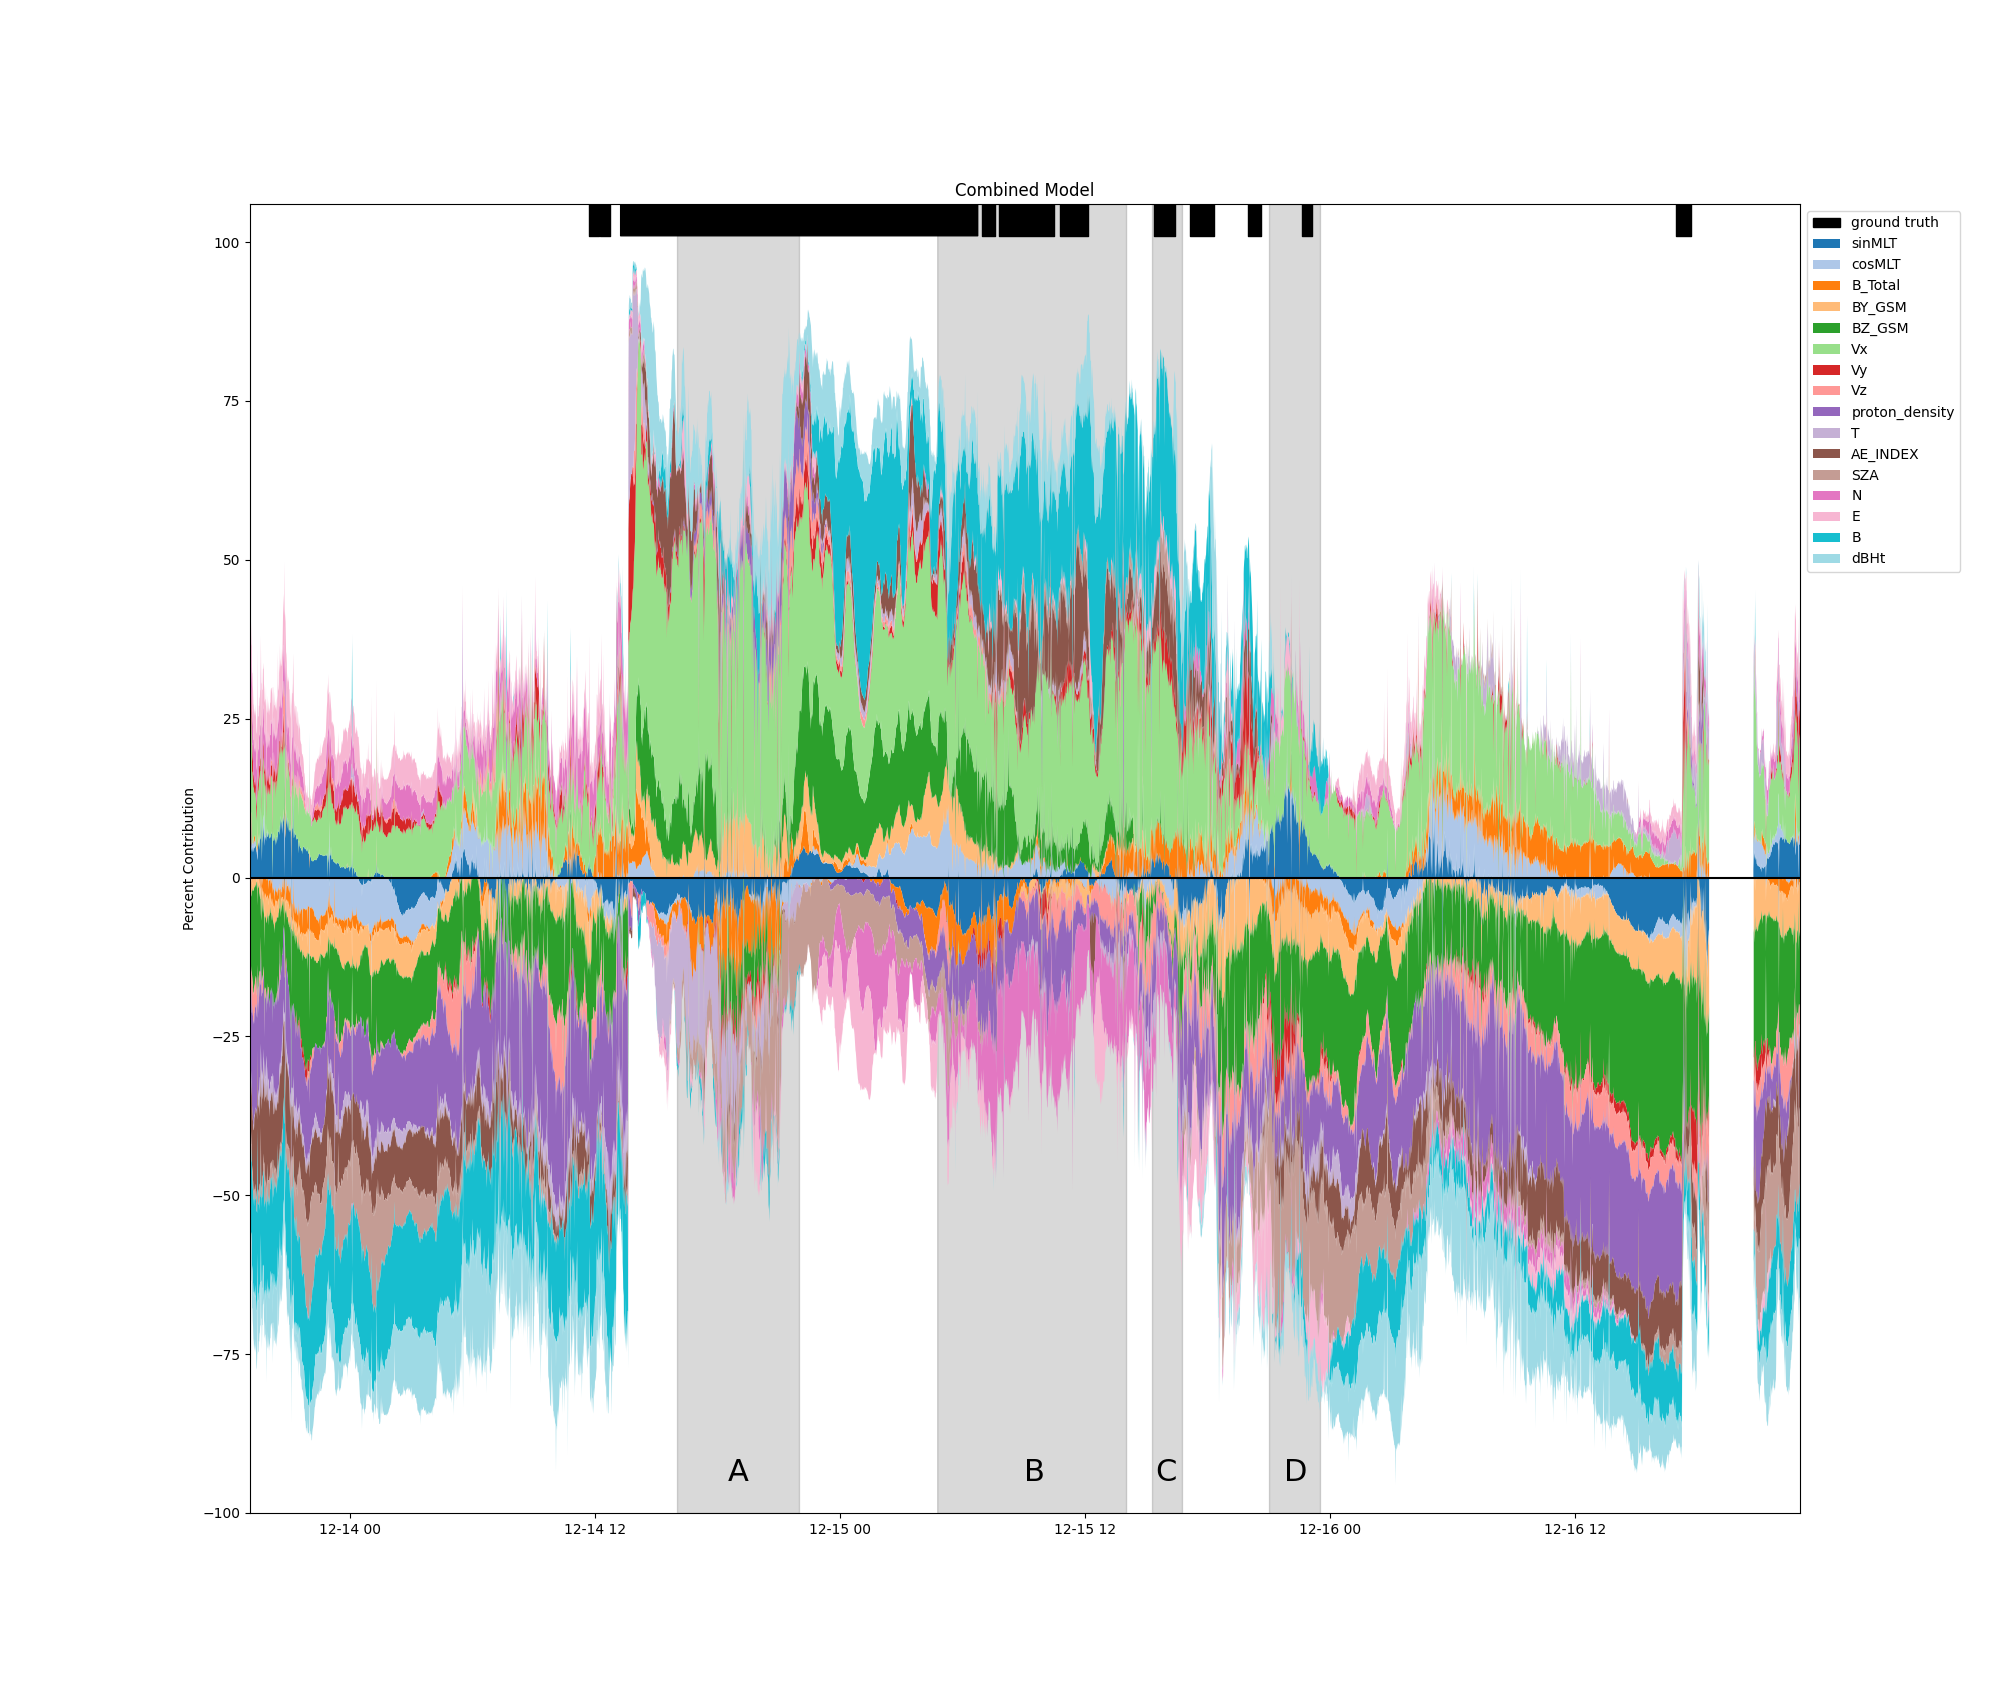 Combined Model
100
75
50
25
0
−25
−50
−75
−100
Percent Contribution
A
B
C
D
12-14 00
12-14 12
12-15 00
12-15 12
12-16 00
12-16 12
ground truth
sinMLT
cosMLT
B_Total
BY_GSM
BZ_GSM
Vx
Vy
Vz
proton_density
T
AE_INDEX
SZA
N
E
B
dBHt